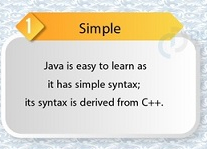 1
Simple
Java is easy to learn as
it has simple syntax;
its syntax is derived from C++.